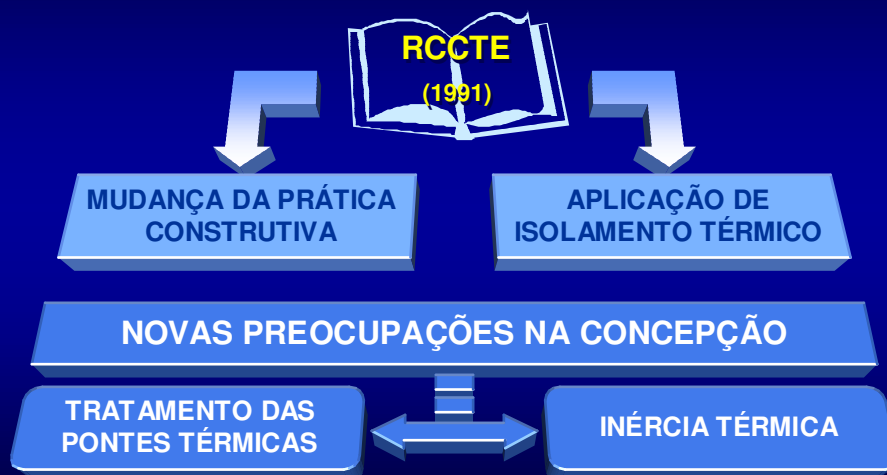 RCCTE
(1991)
MUDANÇA DA PRÁTICA
CONSTRUTIVA
APLICAÇÃO DE
ISOLAMENTO TÉRMICO
NOVAS PREOCUPAÇÕES NA CONCEPÇÃO
TRATAMENTO DAS
PONTES TÉRMICAS
INÉRCIA TÉRMICA